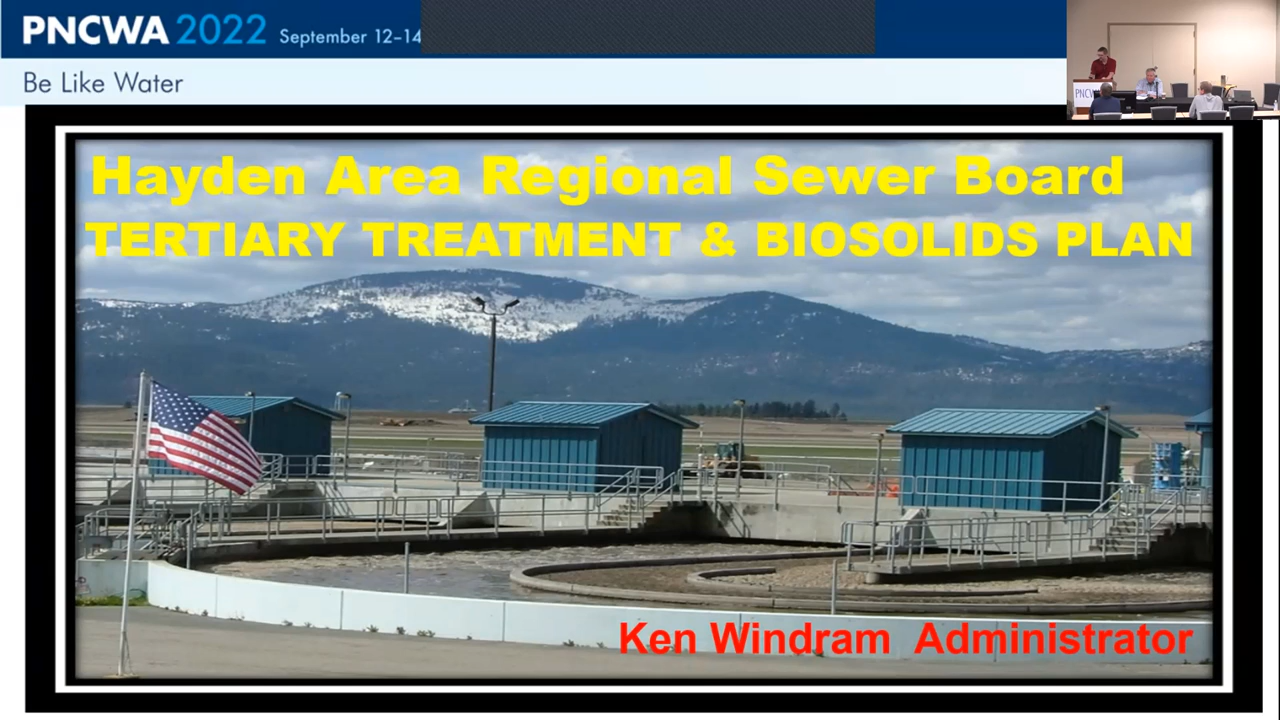 PNCWA 2022 September 12–14
Be Like Water
Hayden Area Regional Sewer Board
TERTIARY TREATMENT & BIOSOLIDS PLAN
Ken Windram Administrator